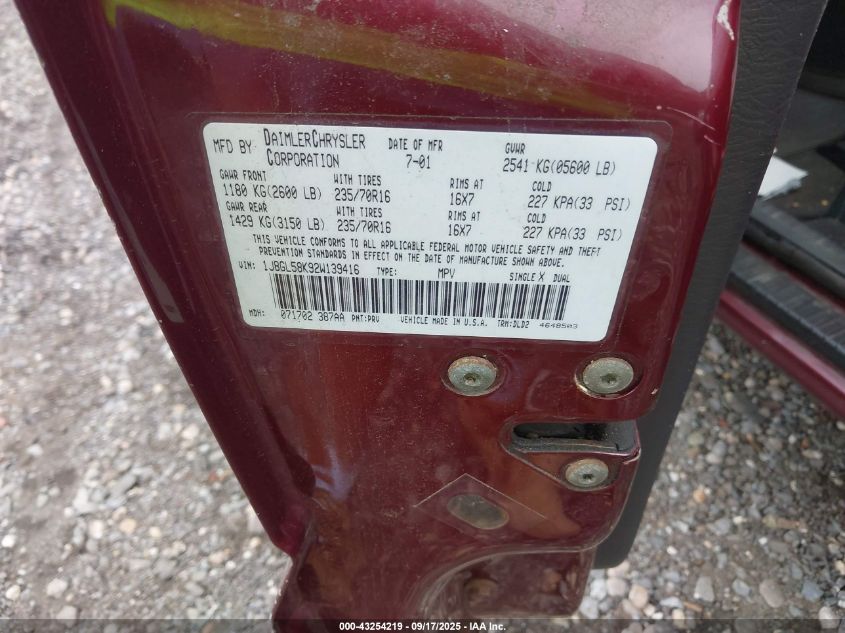 MFD BY DAIMLERCHRYSLER CORPORATION DATE OF MFR 7-01 GVWR 2541 KG(05600 LB)
GAWR FRONT WITH TIRES RIMS AT COLD
1180 KG(2600 LB) 235/70R16 16X7 227 KPA(33 PSI)
GAWR REAR WITH TIRES RIMS AT COLD
1429 KG(3150 LB) 235/70R16 16X7 227 KPA(33 PSI)
THIS VEHICLE CONFORMS TO ALL APPLICABLE FEDERAL MOTOR VEHICLE SAFETY AND THEFT
PREVENTION STANDARDS IN EFFECT ON THE DATE OF MANUFACTURE SHOWN ABOVE.
VIN: 1J8GL58K92W139416 TYPE: MPV SINGLE X DUAL
MDH: 071702 387AA PNT:PRV VEHICLE MADE IN U.S.A. TRM:DLD2 4648503
000-43254219 - 09/17/2025 - IAA Inc.